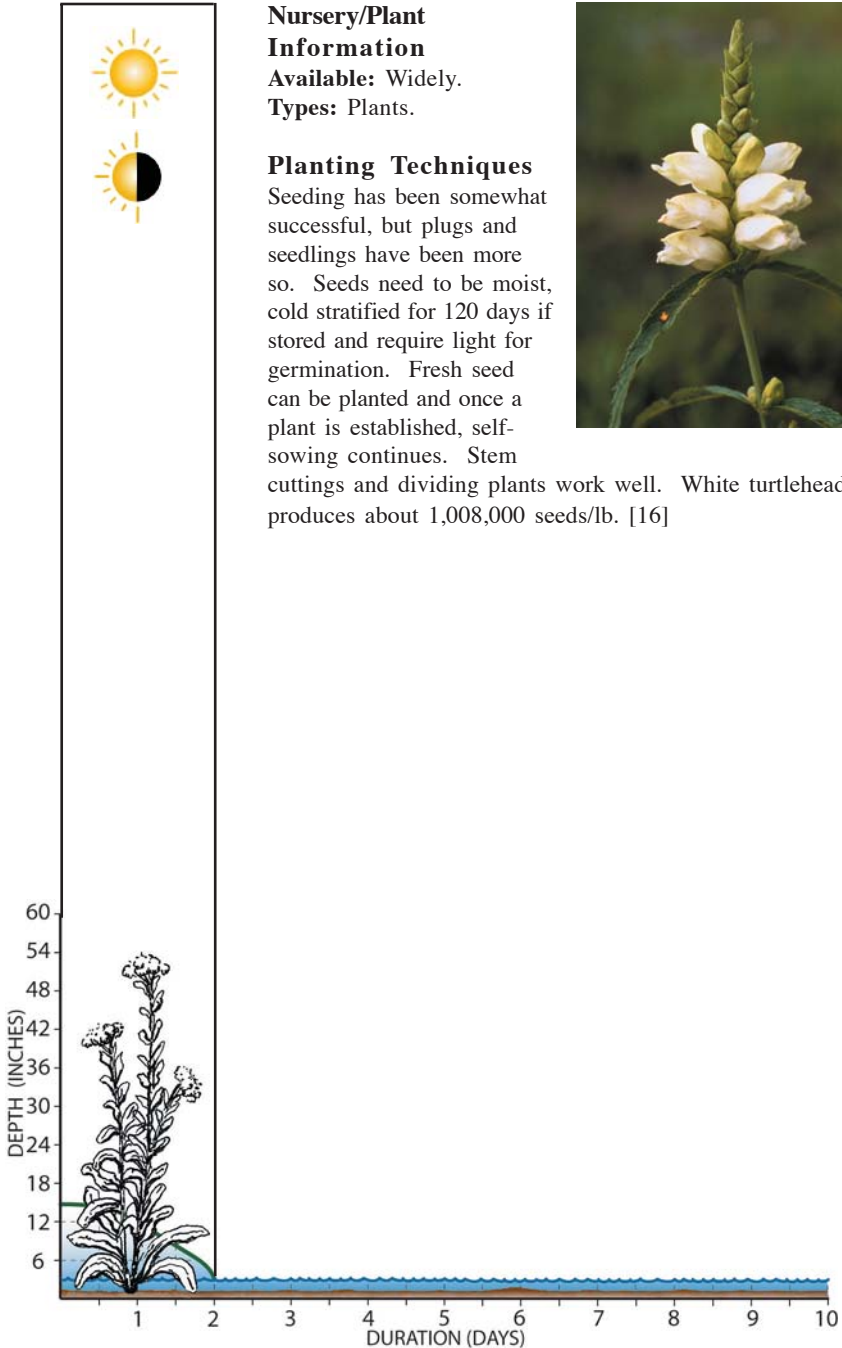 Nursery/Plant
Information
Available: Widely.
Types: Plants.
Planting Techniques
Seeding has been somewhat
successful, but plugs and
seedlings have been more
so. Seeds need to be moist,
cold stratified for 120 days if
stored and require light for
germination. Fresh seed
can be planted and once a
plant is established, self-
sowing continues. Stem
cuttings and dividing plants work well. White turtlehead
produces about 1,008,000 seeds/lb. [16]
60
54
48
42
36
30
24
18
12
6
DEPTH (INCHES)
1 2 3 4 5 6 7 8 9 10
DURATION (DAYS)